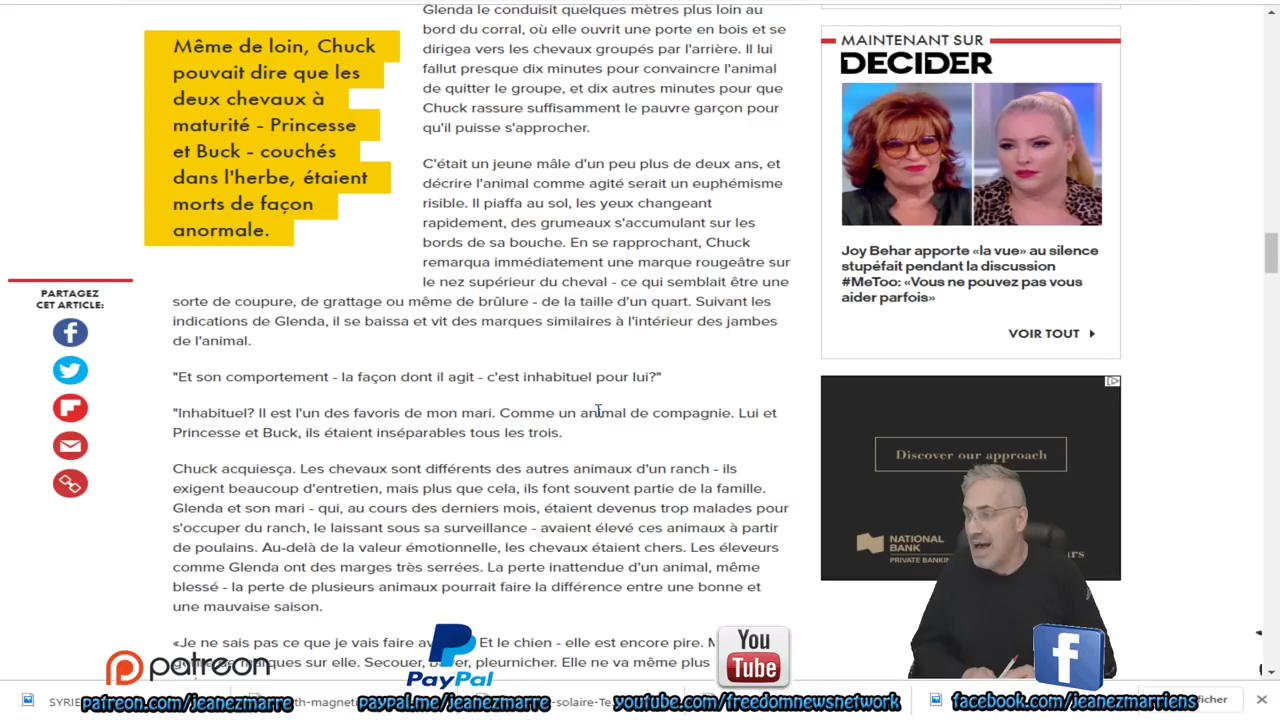 Glenda le conduisit quelques mètres plus loin au
bord du corral, où elle ouvrit une porte en bois et se
dirigea vers les chevaux groupés par l'arrière. Il lui
fallut presque dix minutes pour convaincre l'animal
de quitter le groupe, et dix autres minutes pour que
Chuck rassure suffisamment le pauvre garçon pour
qu'il puisse s'approcher.
Même de loin, Chuck
pouvait dire que les
deux chevaux à
maturité - Princesse
et Buck - couchés
dans l'herbe, étaient
morts de façon
anormale.
C'était un jeune mâle d'un peu plus de deux ans, et
décrire l'animal comme agité serait un euphémisme
risible. Il piaffa au sol, les yeux changeant
rapidement, des grumeaux s'accumulant sur les
bords de sa bouche. En se rapprochant, Chuck
remarqua immédiatement une marque rougeâtre sur
le nez supérieur du cheval - ce qui semblait être une
sorte de coupure, de grattage ou même de brûlure - de la taille d'un quart. Suivant les
indications de Glenda, il se baissa et vit des marques similaires à l'intérieur des jambes
de l'animal.
"Et son comportement - la façon dont il agit - c'est inhabituel pour lui?"
"Inhabituel? Il est l'un des favoris de mon mari. Comme un animal de compagnie. Lui et
Princesse et Buck, ils étaient inséparables tous les trois.
Chuck acquiesça. Les chevaux sont différents des autres animaux d'un ranch - ils
exigent beaucoup d'entretien, mais plus que cela, ils font souvent partie de la famille.
Glenda et son mari - qui, au cours des derniers mois, étaient devenus trop malades pour
s'occuper du ranch, le laissant sous sa surveillance - avaient élevé ces animaux à partir
de poulains. Au-delà de la valeur émotionnelle, les chevaux étaient chers. Les éleveurs
comme Glenda ont des marges très serrées. La perte inattendue d'un animal, même
blessé - la perte de plusieurs animaux pourrait faire la différence entre une bonne et
une mauvaise saison.
«Je ne sais pas ce que je vais faire Et le chien - elle est encore pire.
marques sur elle. Secouer, pleurnicher. Elle ne va même plus
PARTAGEZ
CET ARTICLE:
MAINTENANT SUR
DECIDER
Joy Behar apporte «la vue» au silence
stupéfait pendant la discussion
#MeToo: «Vous ne pouvez pas vous
aider parfois»
VOIR TOUT
Discover our approach
NATIONAL
BANK
PRIVATE BANKIN
patreon
PayPal
You
Tube
f
SYRIE
patreon.com/jeanezmarre
paypal.me/jeanezmarre
-solaire-Te
youtube.com/freedomnewsnetwork
facebook.com/jeanezmarriens
ficher